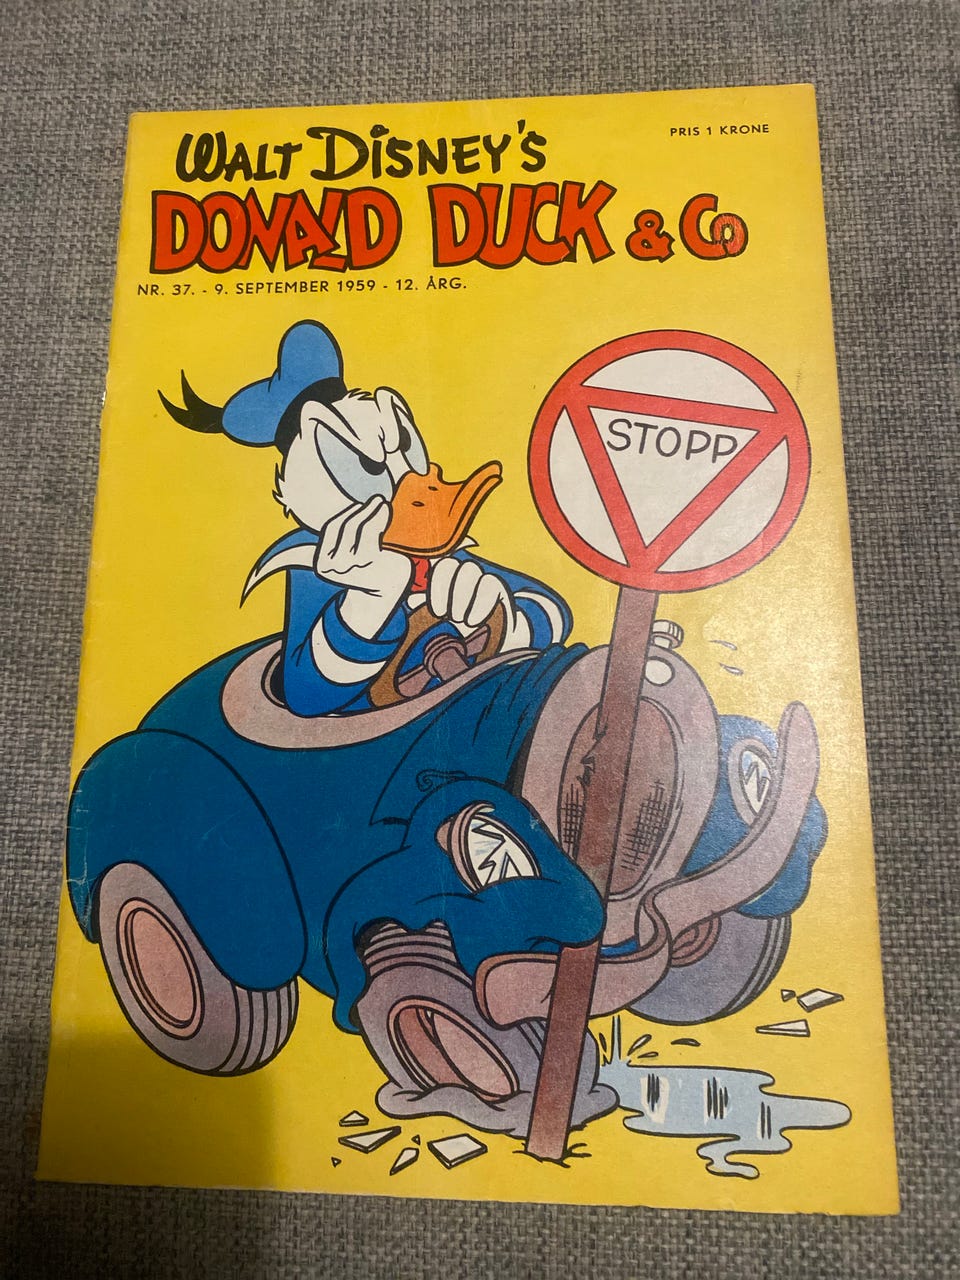 WALT DISNEY'S
PRIS 1 KRONE
DONALD DUCK & Co
NR. 37. - 9. SEPTEMBER 1959 - 12. ÅRG.
STOPP